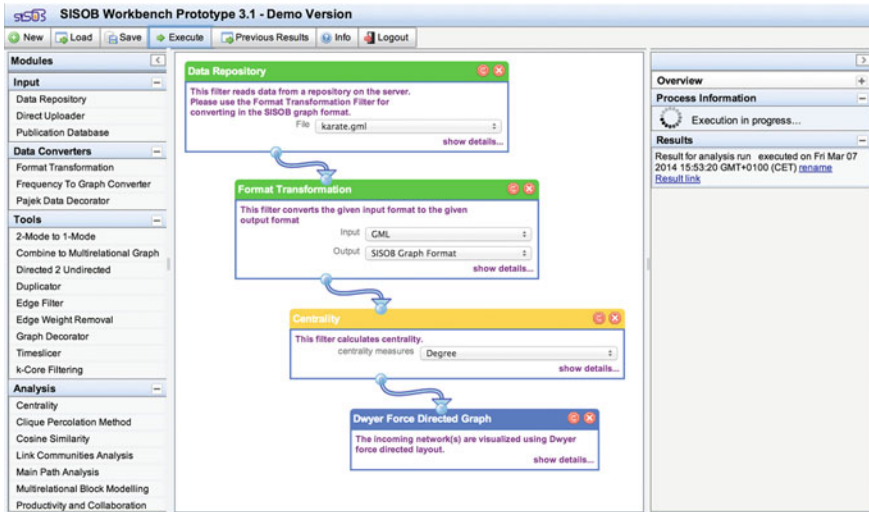 SISOB SISOB Workbench Prototype 3.1 - Demo Version
New Load Save Execute Previous Results Info Logout
Modules
Input
Data Repository
Direct Uploader
Publication Database
Data Converters
Format Transformation
Frequency To Graph Converter
Pajek Data Decorator
Tools
2-Mode to 1-Mode
Combine to Multirelational Graph
Directed 2 Undirected
Duplicator
Edge Filter
Edge Weight Removal
Graph Decorator
Timeslicer
k-Core Filtering
Analysis
Centrality
Clique Percolation Method
Cosine Similarity
Link Communities Analysis
Main Path Analysis
Multirelational Block Modelling
Productivity and Collaboration
Data Repository
This filter reads data from a repository on the server.
Please use the Format Transformation Filter for
converting in the SISOB graph format.
File karate.gml
show details...
Format Transformation
This filter converts the given input format to the given
output format
Input GML
Output SISOB Graph Format
show details...
Centrality
This filter calculates centrality.
centrality measures Degree
show details...
Dwyer Force Directed Graph
The incoming network(s) are visualized using Dwyer
force directed layout.
show details...
Overview
Process Information
Execution in progress...
Results
Result for analysis run executed on Fri Mar 07
2014 15:53:20 GMT+0100 (CET) rename
Result link